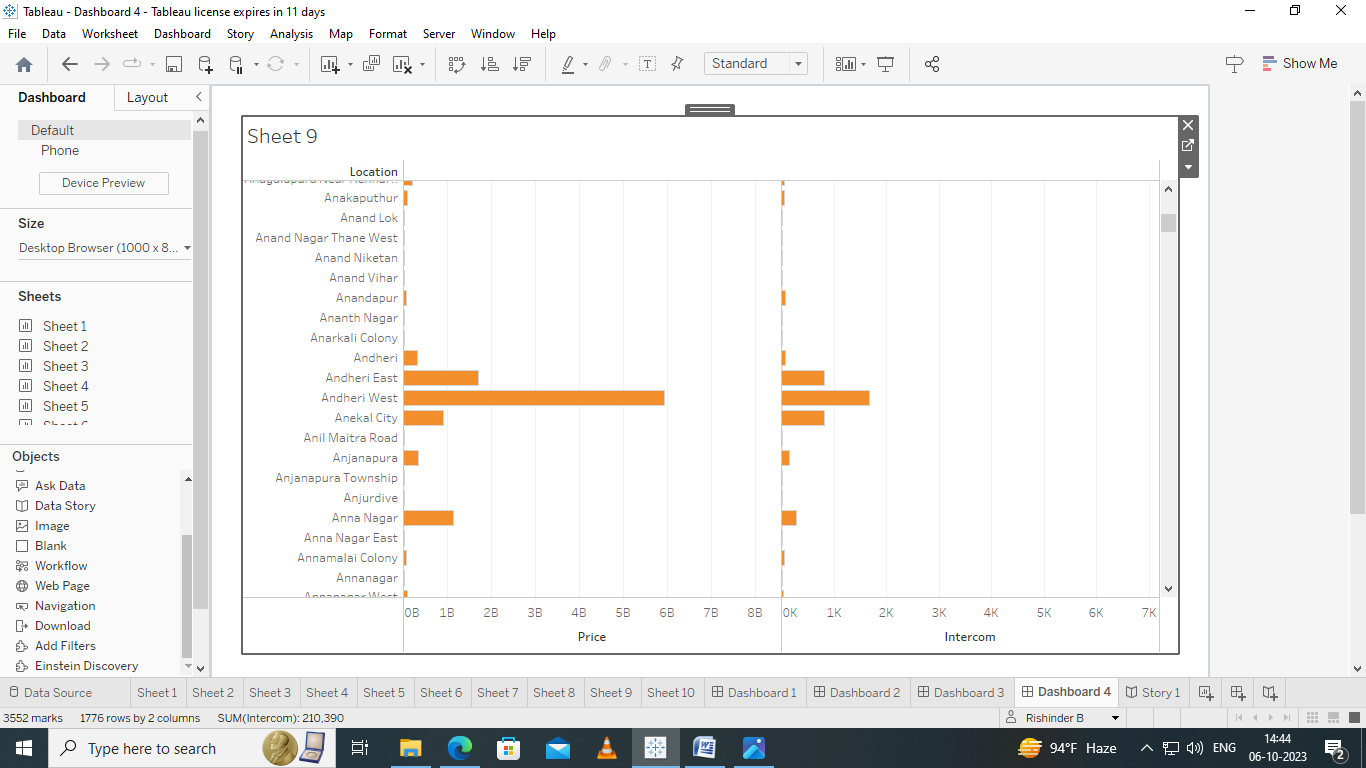 Tableau - Dashboard 4 - Tableau license expires in 11 days
File Data Worksheet Dashboard Story Analysis Map Format Server Window Help
Standard
Show Me
Dashboard Layout
Default
Phone
Device Preview
Size
Desktop Browser (1000 x 8...
Sheets
Sheet 1
Sheet 2
Sheet 3
Sheet 4
Sheet 5
Objects
Ask Data
Data Story
Image
Blank
Workflow
Web Page
Navigation
Download
Add Filters
Einstein Discovery
Sheet 9
Location
Anakaputhur
Anand Lok
Anand Nagar Thane West
Anand Niketan
Anand Vihar
Anandapur
Ananth Nagar
Anarkali Colony
Andheri
Andheri East
Andheri West
Anekal City
Anil Maitra Road
Anjanapura
Anjanapura Township
Anjurdive
Anna Nagar
Anna Nagar East
Annamalai Colony
Annanagar
Annanagar West
0B 1B 2B 3B 4B 5B 6B 7B 8B 0K 1K 2K 3K 4K 5K 6K 7K
Price Intercom
Data Source Sheet 1 Sheet 2 Sheet 3 Sheet 4 Sheet 5 Sheet 6 Sheet 7 Sheet 8 Sheet 9 Sheet 10 Dashboard 1 Dashboard 2 Dashboard 3 Dashboard 4 Story 1
3552 marks 1776 rows by 2 columns SUM(Intercom): 210,390 Rishinder B
Type here to search 94°F Haze ENG 14:44
06-10-2023 2